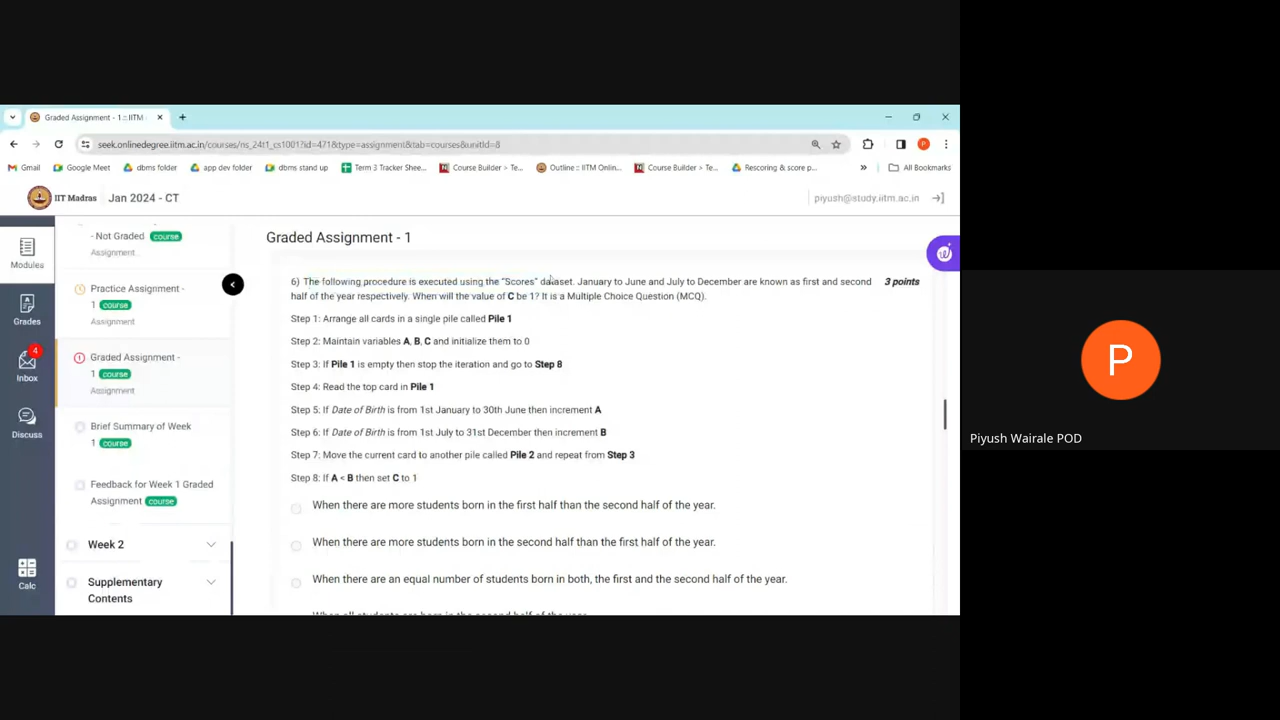 Graded Assignment - 1 :: IITM
seek.onlinedegree.iitm.ac.in/courses/ns_24t1_cs1001?id=471&type=assignment&tab=courses&unitId=8
Gmail
Google Meet
dbms folder
app dev folder
dbms stand up
Term 3 Tracker Shee...
Course Builder > Te...
Outline :: IITM Onlin...
Course Builder > Te...
Rescoring & score p...
»
All Bookmarks
IIT Madras
Jan 2024 - CT
piyush@study.iitm.ac.in
Modules
Grades
4
Inbox
Discuss
Calc
- Not Graded course
Assignment
Practice Assignment -
1 course
Assignment
Graded Assignment -
1 course
Assignment
Brief Summary of Week
1 course
Feedback for Week 1 Graded
Assignment course
Week 2
Supplementary
Contents
Graded Assignment - 1
6) The following procedure is executed using the "Scores" dataset. January to June and July to December are known as first and second
half of the year respectively. When will the value of C be 1? It is a Multiple Choice Question (MCQ).
3 points
Step 1: Arrange all cards in a single pile called Pile 1
Step 2: Maintain variables A, B, C and initialize them to 0
Step 3: If Pile 1 is empty then stop the iteration and go to Step 8
Step 4: Read the top card in Pile 1
Step 5: If Date of Birth is from 1st January to 30th June then increment A
Step 6: If Date of Birth is from 1st July to 31st December then increment B
Step 7: Move the current card to another pile called Pile 2 and repeat from Step 3
Step 8: If A < B then set C to 1
When there are more students born in the first half than the second half of the year.
When there are more students born in the second half than the first half of the year.
When there are an equal number of students born in both, the first and the second half of the year.
When all students are born in the second half of the year.
P
Piyush Wairale POD